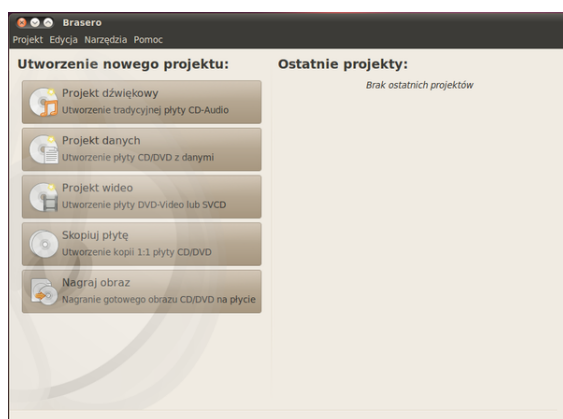 Brasero
Projekt Edycja Narzędzia Pomoc
Utworzenie nowego projektu:
Projekt dźwiękowy
Utworzenie tradycyjnej płyty CD-Audio
Projekt danych
Utworzenie płyty CD/DVD z danymi
Projekt wideo
Utworzenie płyty DVD-Video lub SVCD
Skopiuj płytę
Utworzenie kopii 1:1 płyty CD/DVD
Nagraj obraz
Nagranie gotowego obrazu CD/DVD na płycie
Ostatnie projekty:
Brak ostatnich projektów